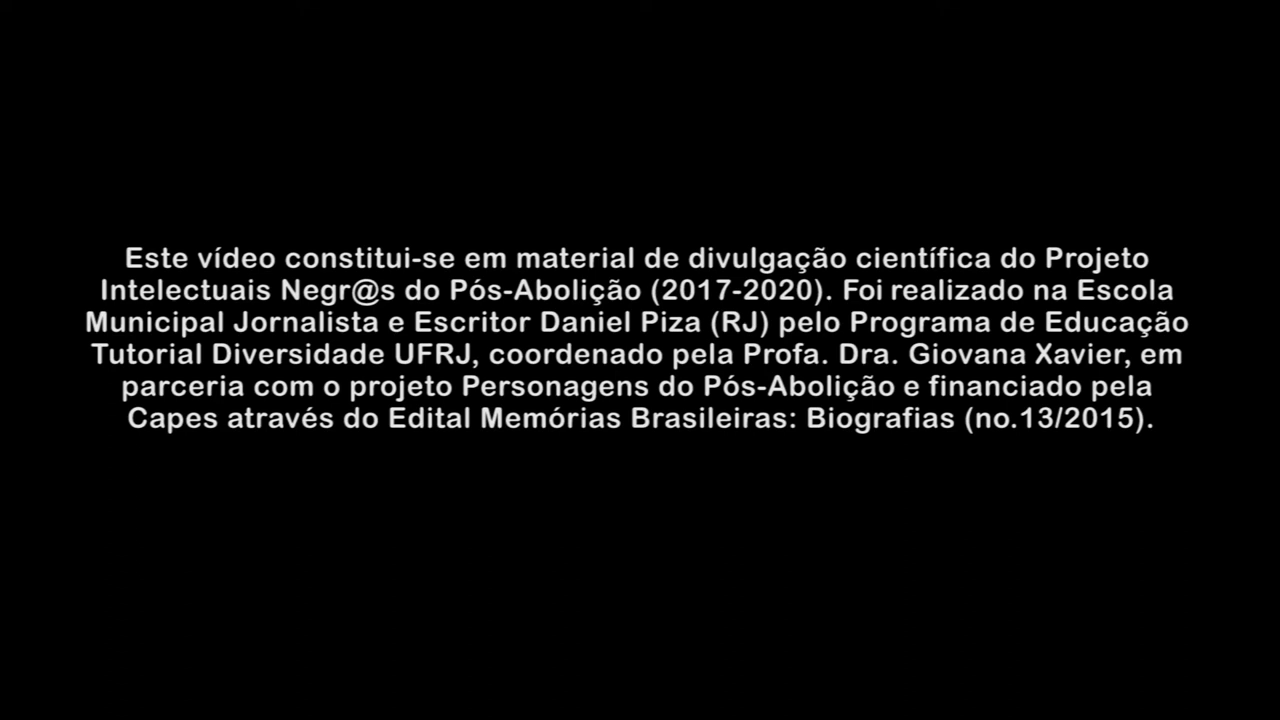 Este vídeo constitui-se em material de divulgação científica do Projeto
Intelectuais Negr@s do Pós-Abolição (2017-2020). Foi realizado na Escola
Municipal Jornalista e Escritor Daniel Piza (RJ) pelo Programa de Educação
Tutorial Diversidade UFRJ, coordenado pela Profa. Dra. Giovana Xavier, em
parceria com o projeto Personagens do Pós-Abolição e financiado pela
Capes através do Edital Memórias Brasileiras: Biografias (no.13/2015).